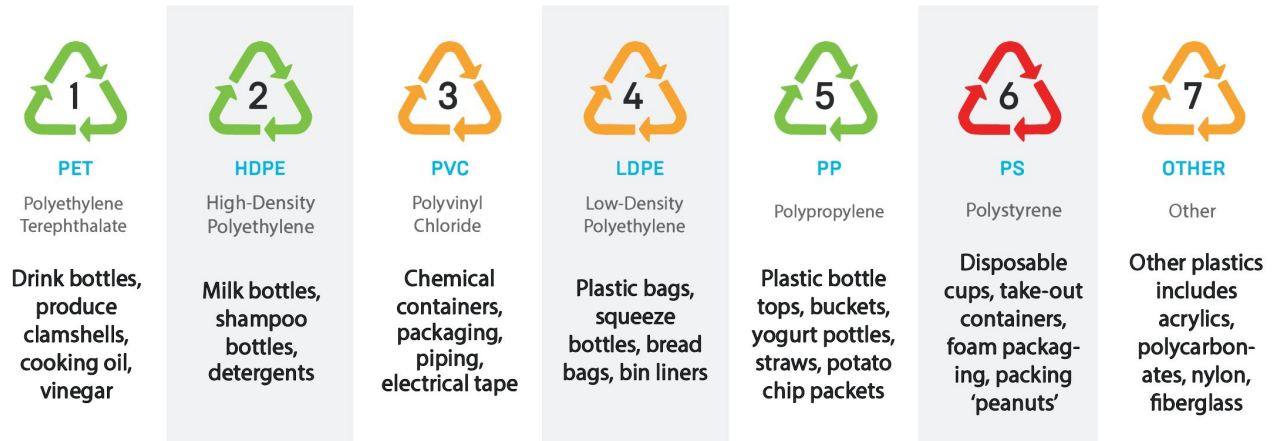 1
PET
Polyethylene
Terephthalate
Drink bottles,
produce
clamshells,
cooking oil,
vinegar
2
HDPE
High-Density
Polyethylene
Milk bottles,
shampoo
bottles,
detergents
3
PVC
Polyvinyl
Chloride
Chemical
containers,
packaging,
piping,
electrical tape
4
LDPE
Low-Density
Polyethylene
Plastic bags,
squeeze
bottles, bread
bags, bin liners
5
PP
Polypropylene
Plastic bottle
tops, buckets,
yogurt pottles,
straws, potato
chip packets
6
PS
Polystyrene
Disposable
cups, take-out
containers,
foam packag-
ing, packing
‘peanuts’
7
OTHER
Other
Other plastics
includes
acrylics,
polycarbon-
ates, nylon,
fiberglass